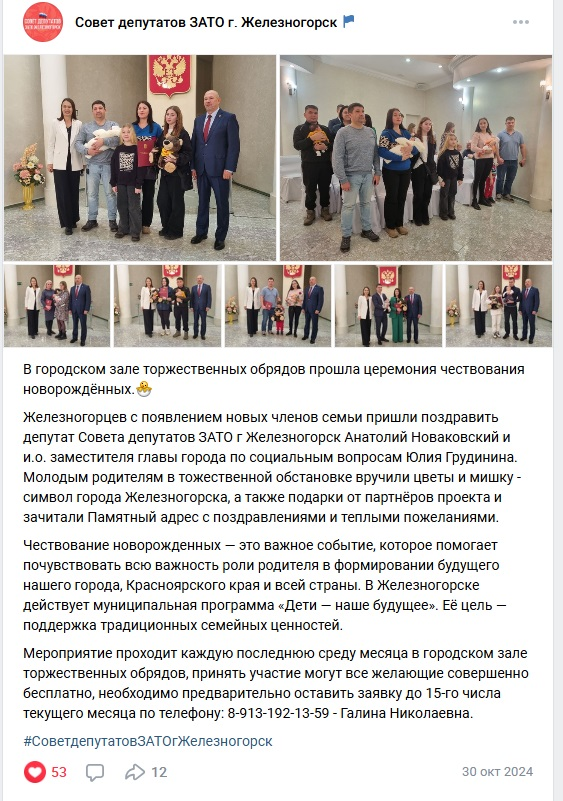 Совет депутатов ЗАТО г. Железногорск
В городском зале торжественных обрядов прошла церемония чествования
новорождённых.🐣
Железногорцев с появлением новых членов семьи пришли поздравить
депутат Совета депутатов ЗАТО г Железногорск Анатолий Новаковский и
и.о. заместителя главы города по социальным вопросам Юлия Грудинина.
Молодым родителям в тожественной обстановке вручили цветы и мишку -
символ города Железногорска, а также подарки от партнёров проекта и
зачитали Памятный адрес с поздравлениями и теплыми пожеланиями.
Чествование новорожденных — это важное событие, которое помогает
почувствовать всю важность роли родителя в формировании будущего
нашего города, Красноярского края и всей страны. В Железногорске
действует муниципальная программа «Дети — наше будущее». Её цель —
поддержка традиционных семейных ценностей.
Мероприятие проходит каждую последнюю среду месяца в городском зале
торжественных обрядов, принять участие могут все желающие совершенно
бесплатно, необходимо предварительно оставить заявку до 15-го числа
текущего месяца по телефону: 8-913-192-13-59 - Галина Николаевна.
#СоветдепутатовЗАТОгЖелезногорск
53 12 30 окт 2024